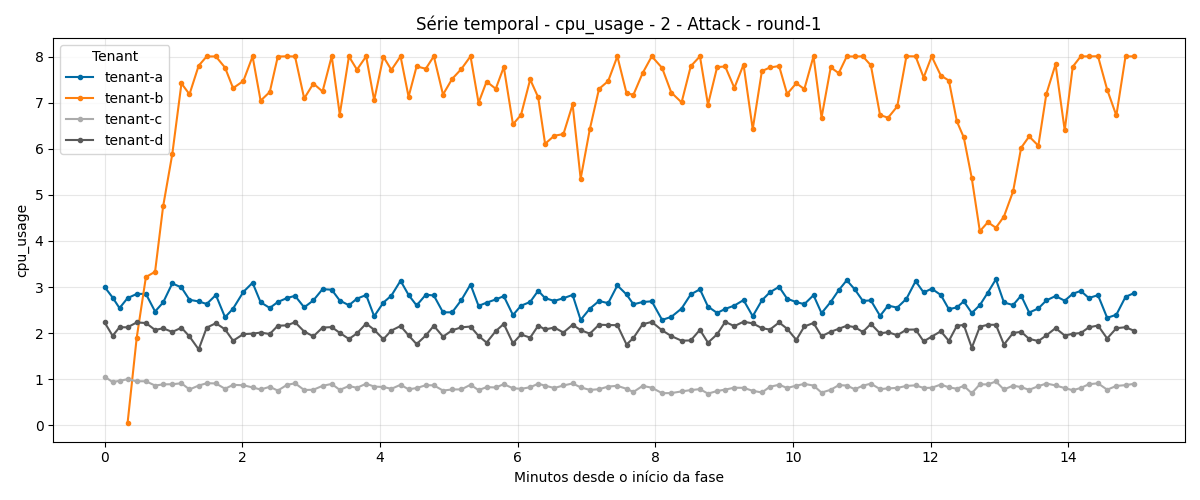 Série temporal - cpu_usage - 2 - Attack - round-1
Tenant
tenant-a
tenant-b
tenant-c
tenant-d
cpu_usage
8
7
6
5
4
3
2
1
0
0 2 4 6 8 10 12 14
Minutos desde o início da fase